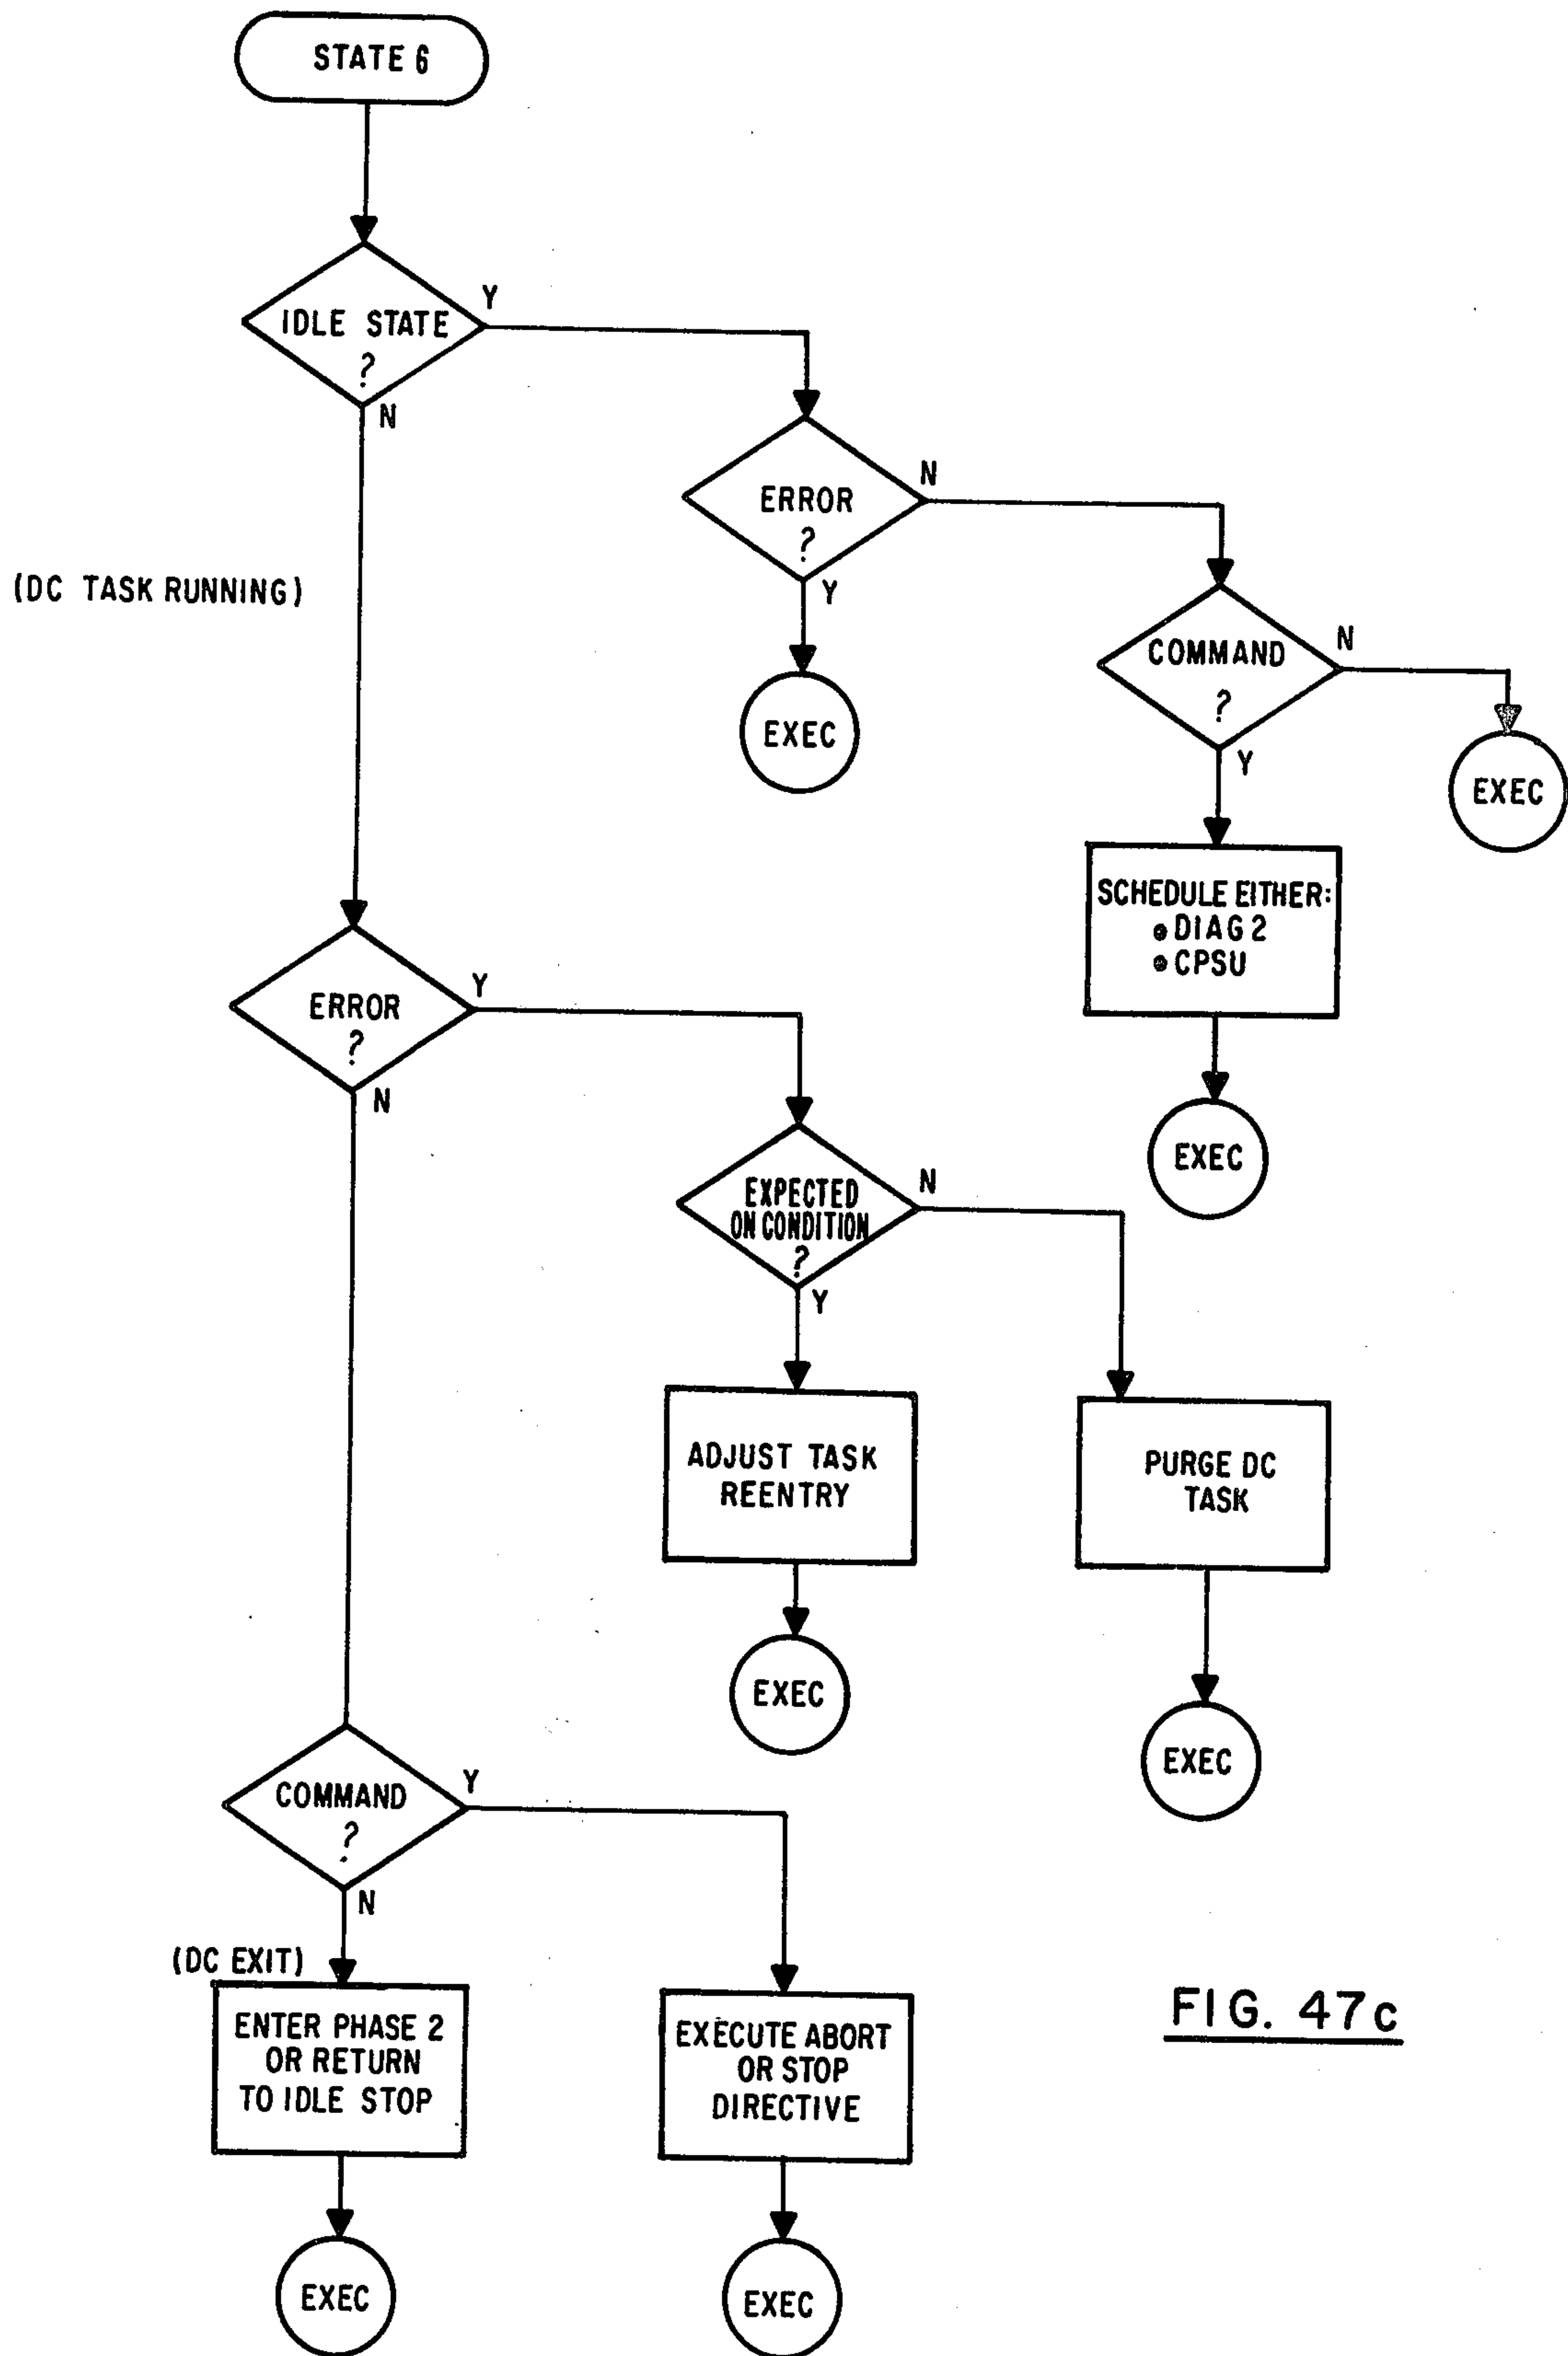 STATE 6
IDLE STATE
?
Y
N
ERROR
?
N
Y
(DC TASK RUNNING)
COMMAND
?
N
Y
EXEC
EXEC
SCHEDULE EITHER:
• DIAG 2
• CPSU
EXEC
ERROR
?
Y
N
EXPECTED
ON CONDITION
?
N
Y
ADJUST TASK
REENTRY
PURGE DC
TASK
EXEC
EXEC
COMMAND
?
Y
N
(DC EXIT)
ENTER PHASE 2
OR RETURN
TO IDLE STOP
EXECUTE ABORT
OR STOP
DIRECTIVE
EXEC
EXEC
FIG. 47c